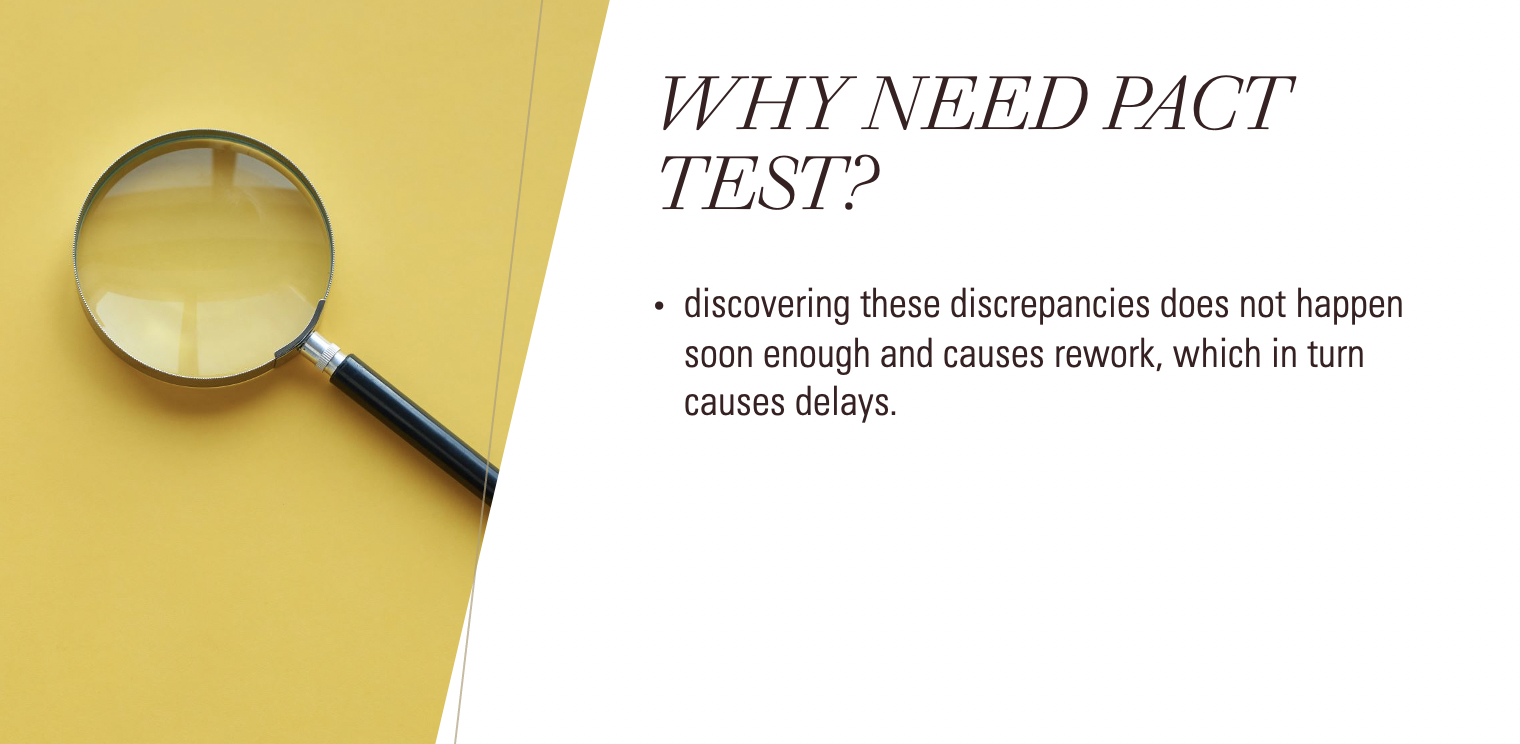 WHY NEED PACT
TEST?
• discovering these discrepancies does not happen
soon enough and causes rework, which in turn
causes delays.